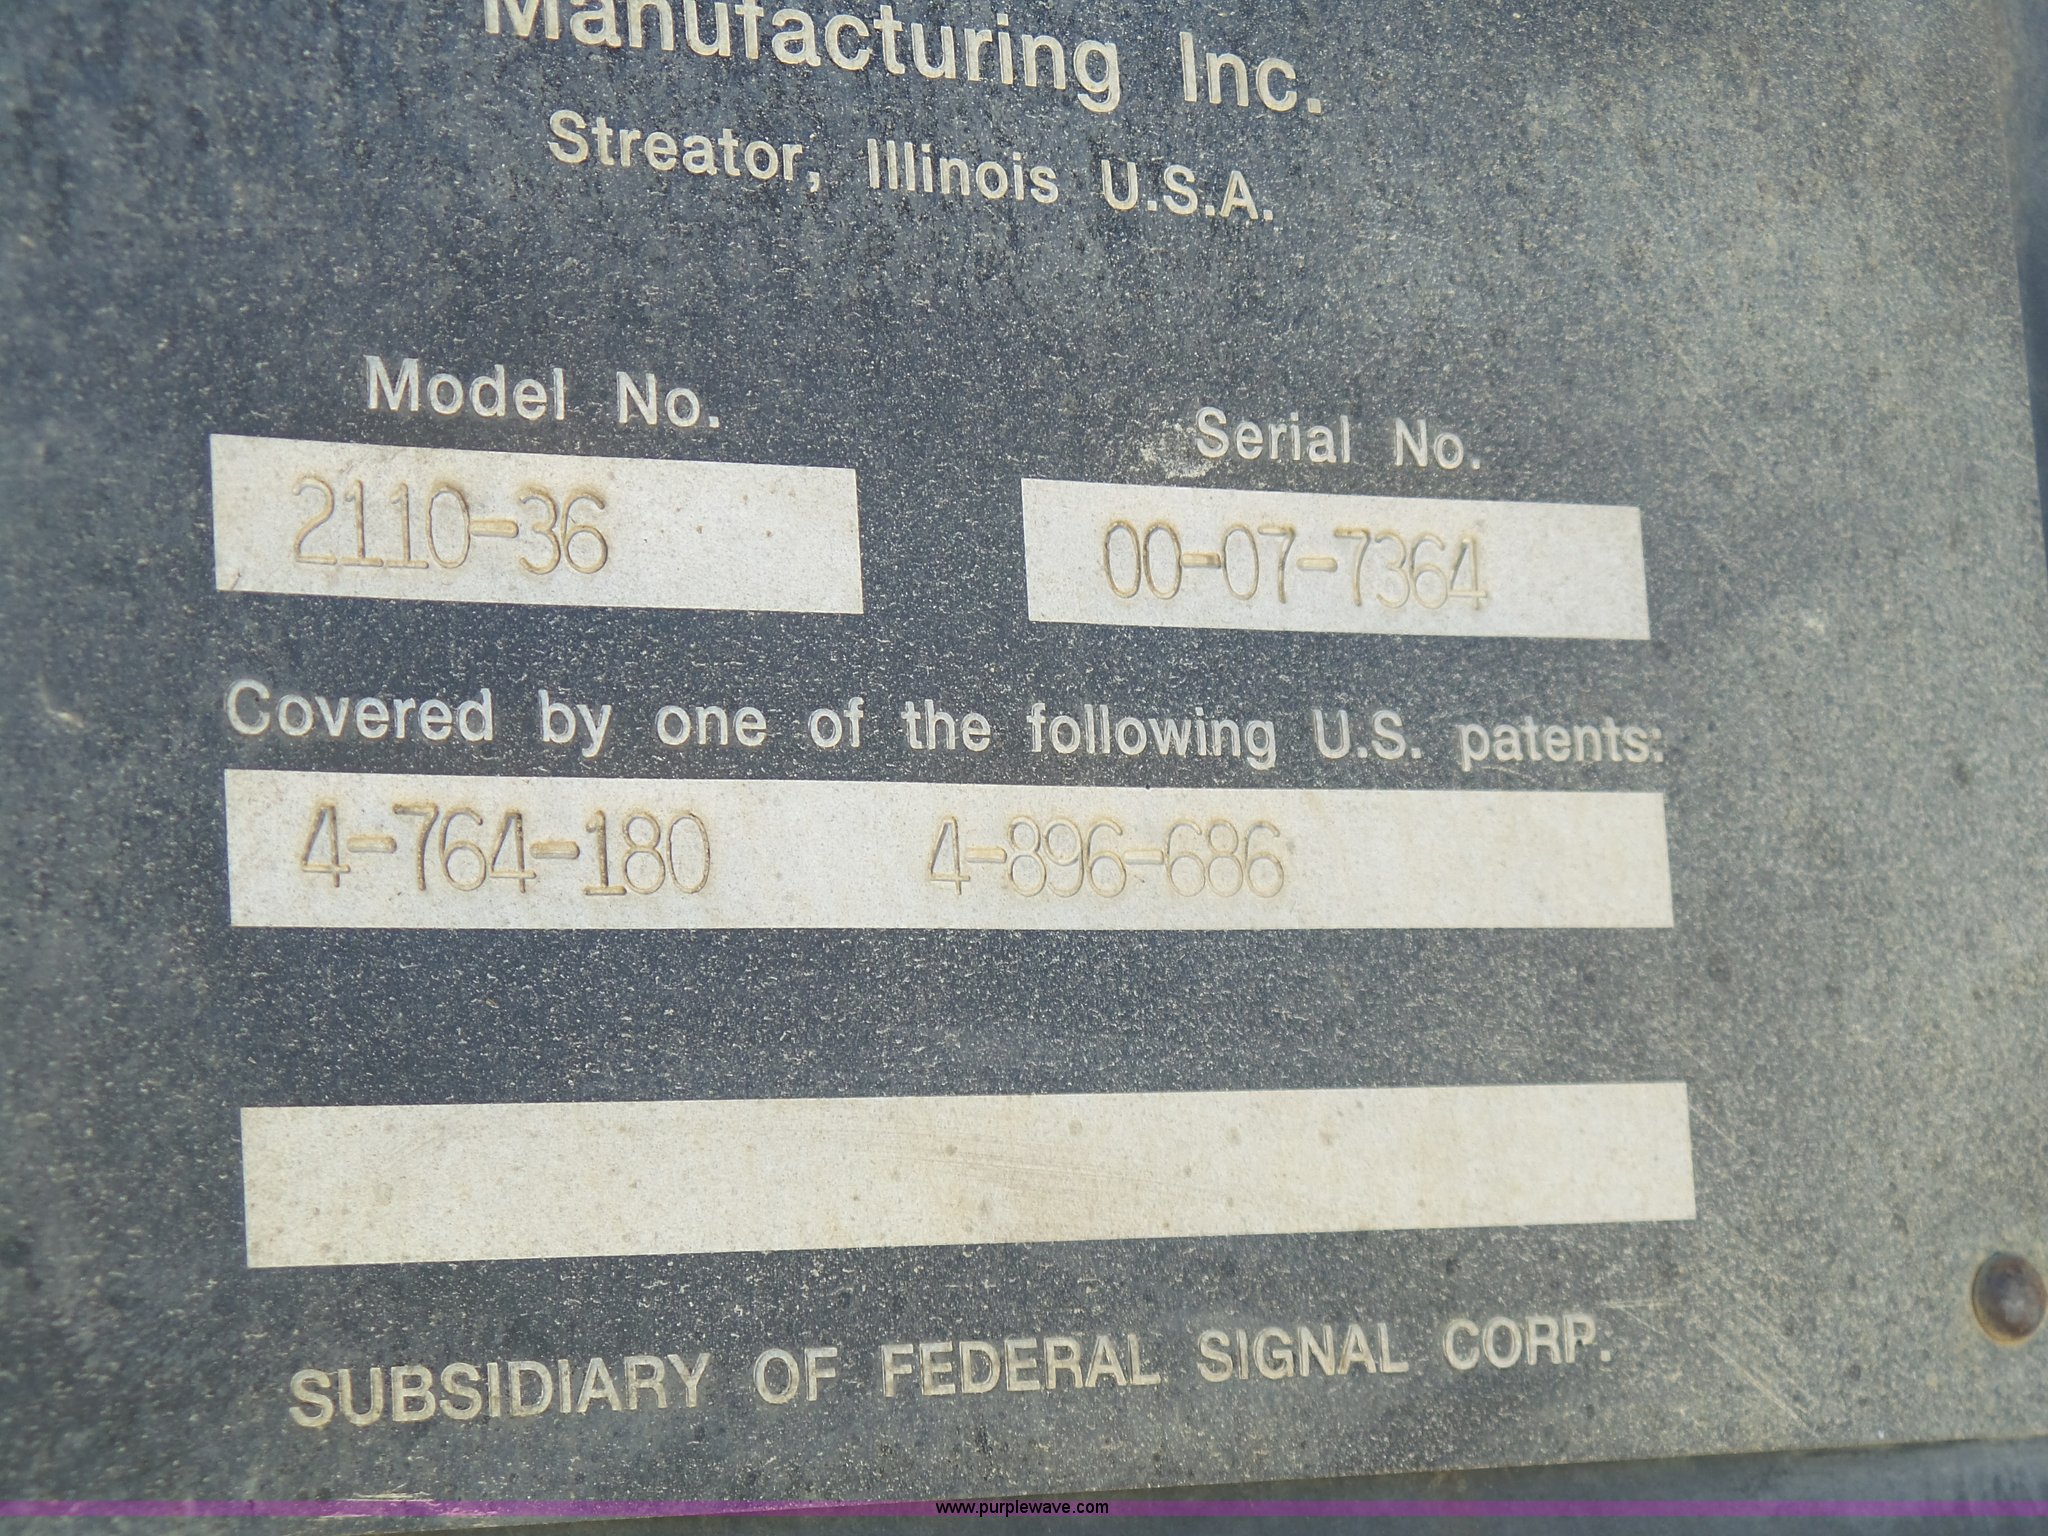 Manufacturing Inc.
Streator, Illinois U.S.A.
Model No. Serial No.
2110-36 00-07-7364
Covered by one of the following U.S. patents:
4-764-180 4-896-686
SUBSIDIARY OF FEDERAL SIGNAL CORP.
www.purplewave.com